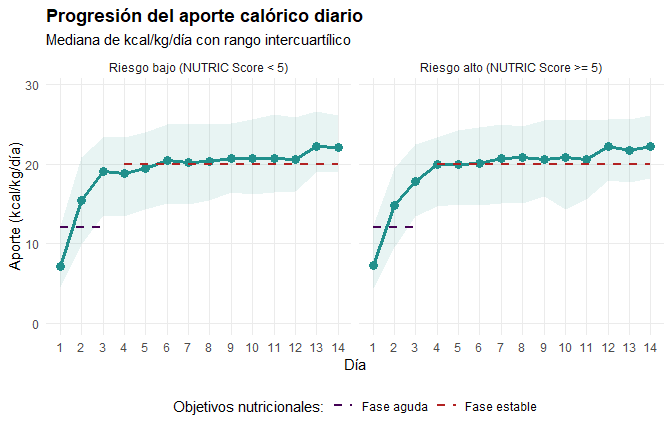 Progresión del aporte calórico diario
Mediana de kcal/kg/día con rango intercuartílico
Riesgo bajo (NUTRIC Score < 5) Riesgo alto (NUTRIC Score >= 5)
Aporte (kcal/kg/día)
30
20
10
0
1 2 3 4 5 6 7 8 9 10 11 12 13 14 1 2 3 4 5 6 7 8 9 10 11 12 13 14
Día
Objetivos nutricionales: Fase aguda Fase estable